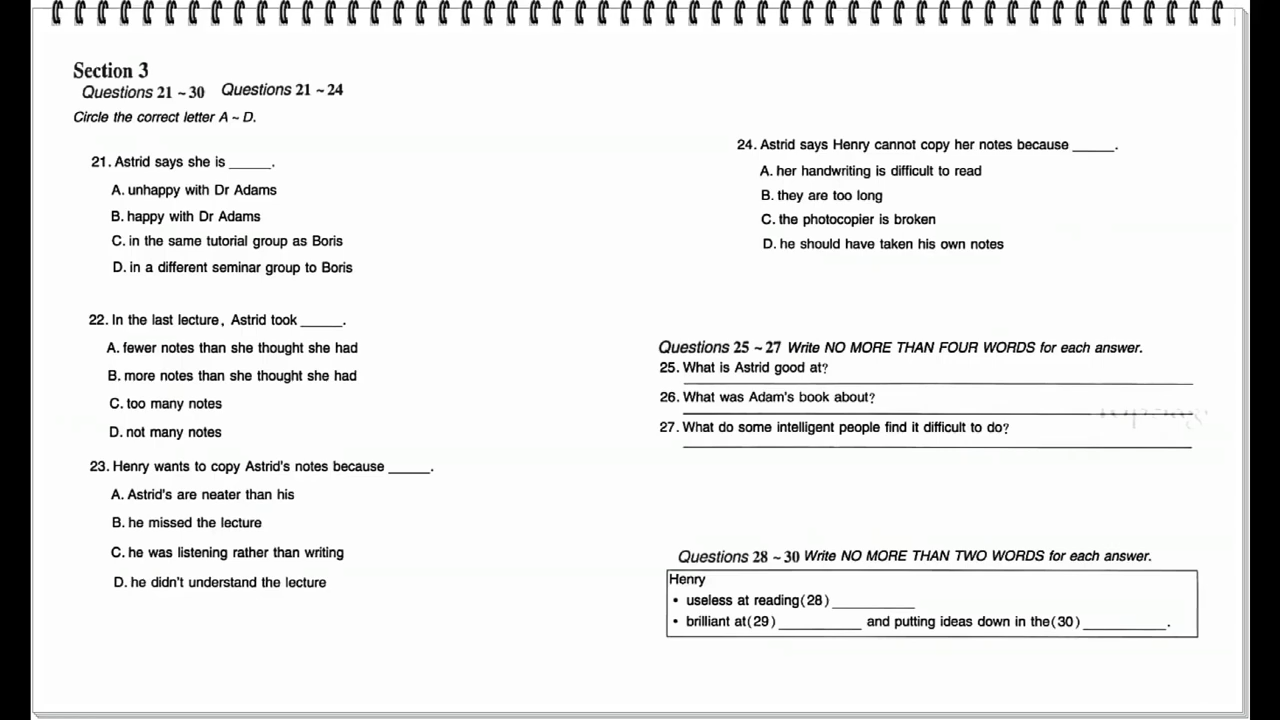 Section 3
Questions 21 ~ 30 Questions 21 ~ 24
Circle the correct letter A ~ D.
21. Astrid says she is _____.
A. unhappy with Dr Adams
B. happy with Dr Adams
C. in the same tutorial group as Boris
D. in a different seminar group to Boris
22. In the last lecture, Astrid took _____.
A. fewer notes than she thought she had
B. more notes than she thought she had
C. too many notes
D. not many notes
23. Henry wants to copy Astrid's notes because _____.
A. Astrid's are neater than his
B. he missed the lecture
C. he was listening rather than writing
D. he didn't understand the lecture
24. Astrid says Henry cannot copy her notes because _____.
A. her handwriting is difficult to read
B. they are too long
C. the photocopier is broken
D. he should have taken his own notes
Questions 25 ~ 27 Write NO MORE THAN FOUR WORDS for each answer.
25. What is Astrid good at?
26. What was Adam's book about?
27. What do some intelligent people find it difficult to do?
Questions 28 ~ 30 Write NO MORE THAN TWO WORDS for each answer.
Henry
• useless at reading(28) __________
• brilliant at(29) __________ and putting ideas down in the(30) __________.